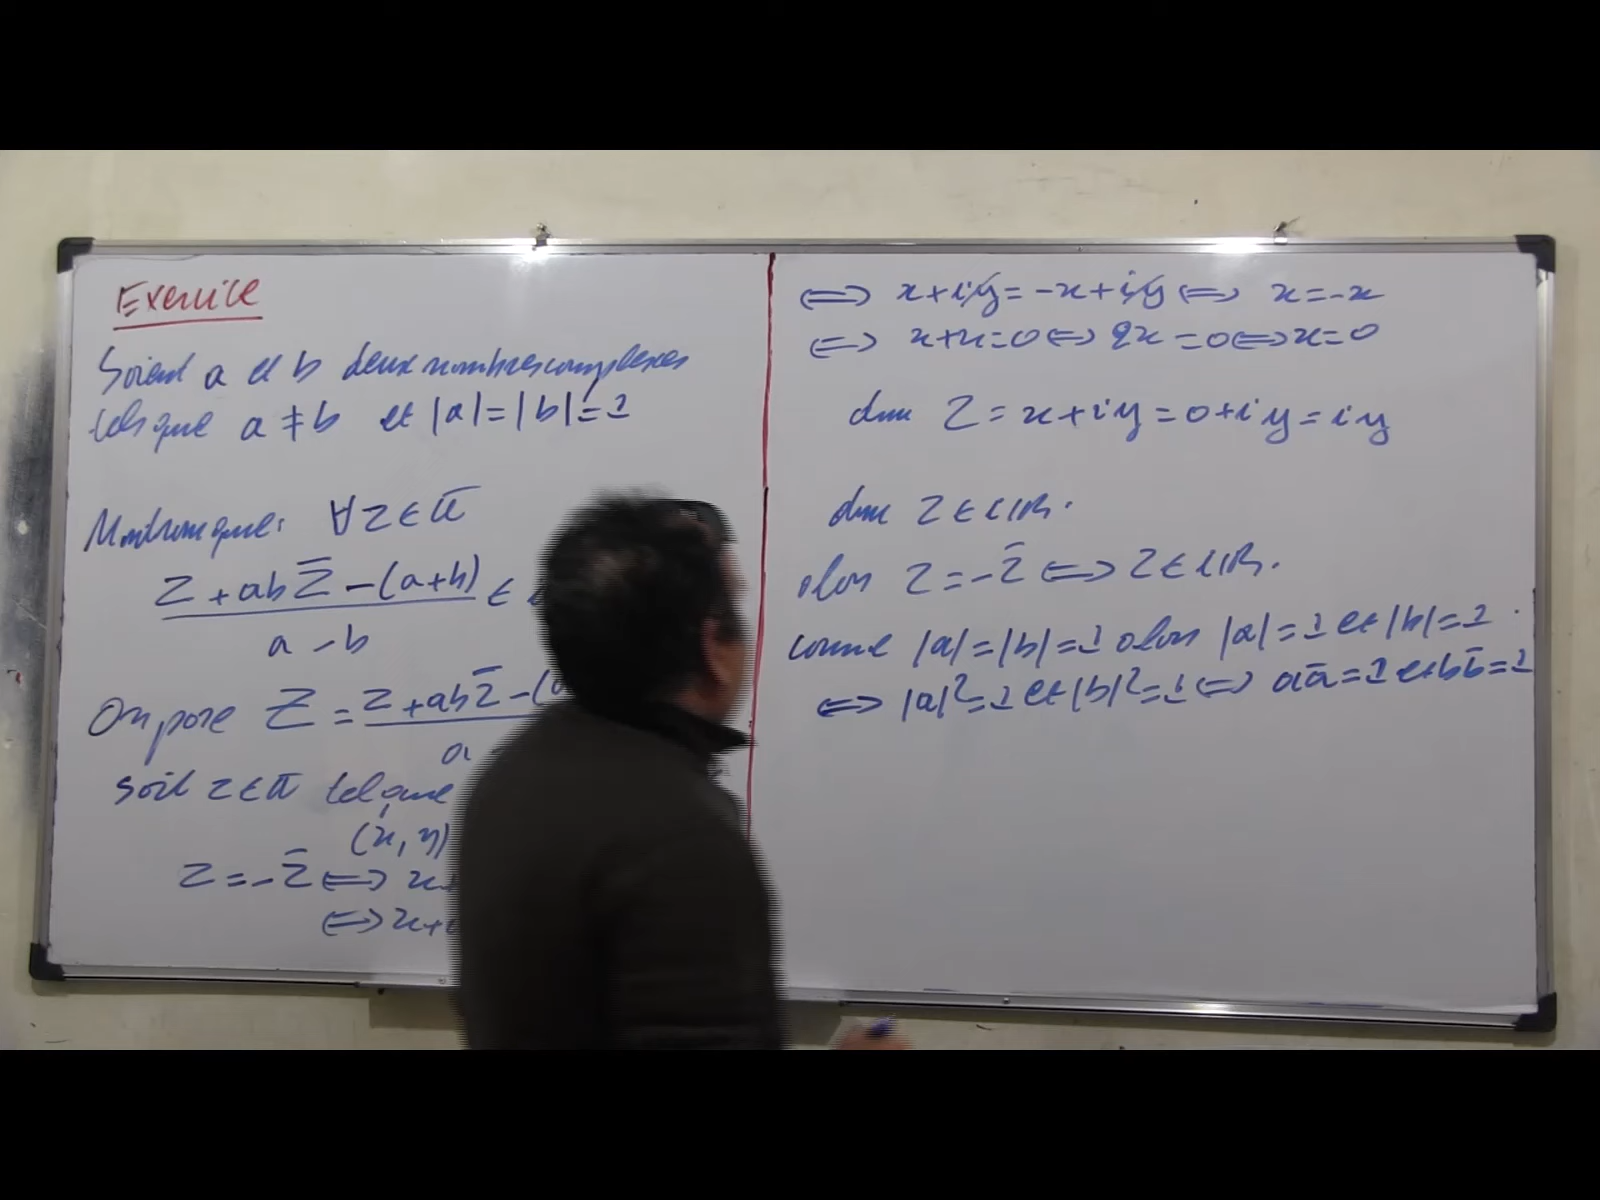 Exercice
Soient a et b deux nombres complexes
tels que a ≠ b et |a| = |b| = 1
Montrons que: ∀ z ∈ ℂ
z + ab z̄ - (a+b) ∈
a - b
On pose Z = z + ab z̄ - (a
a
Soit z ∈ ℂ tel que
(x, y)
z = -z̄ ⟺ x
⟺ x+
⟺ x+iy = -x+iy ⟺ x = -x
⟺ x+x=0 ⟺ 2x=0 ⟺ x=0
donc z = x+iy = 0+iy = iy
donc z ∈ iℝ.
alors z = -z̄ ⟺ z ∈ iℝ.
comme |a|=|b|=1 alors |a|=1 et |b|=1
⟺ |a|²=1 et |b|²=1 ⟺ aā=1 et bb̄=1